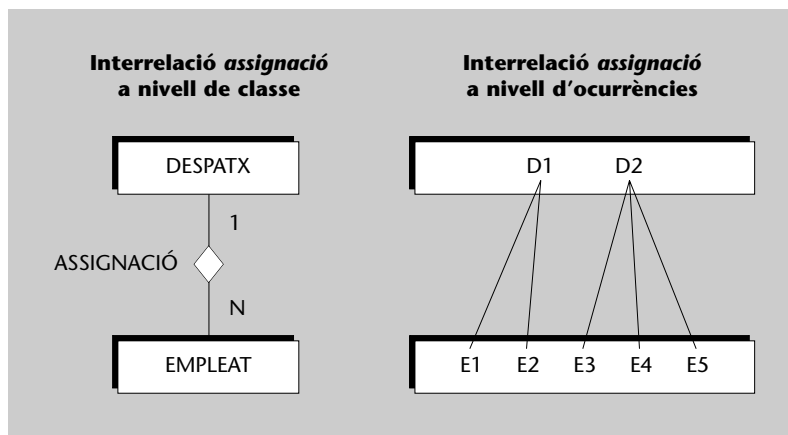 Interrelació assignació
a nivell de classe
DESPATX
1
ASSIGNACIÓ
N
EMPLEAT
Interrelació assignació
a nivell d'ocurrències
D1 D2
E1 E2 E3 E4 E5